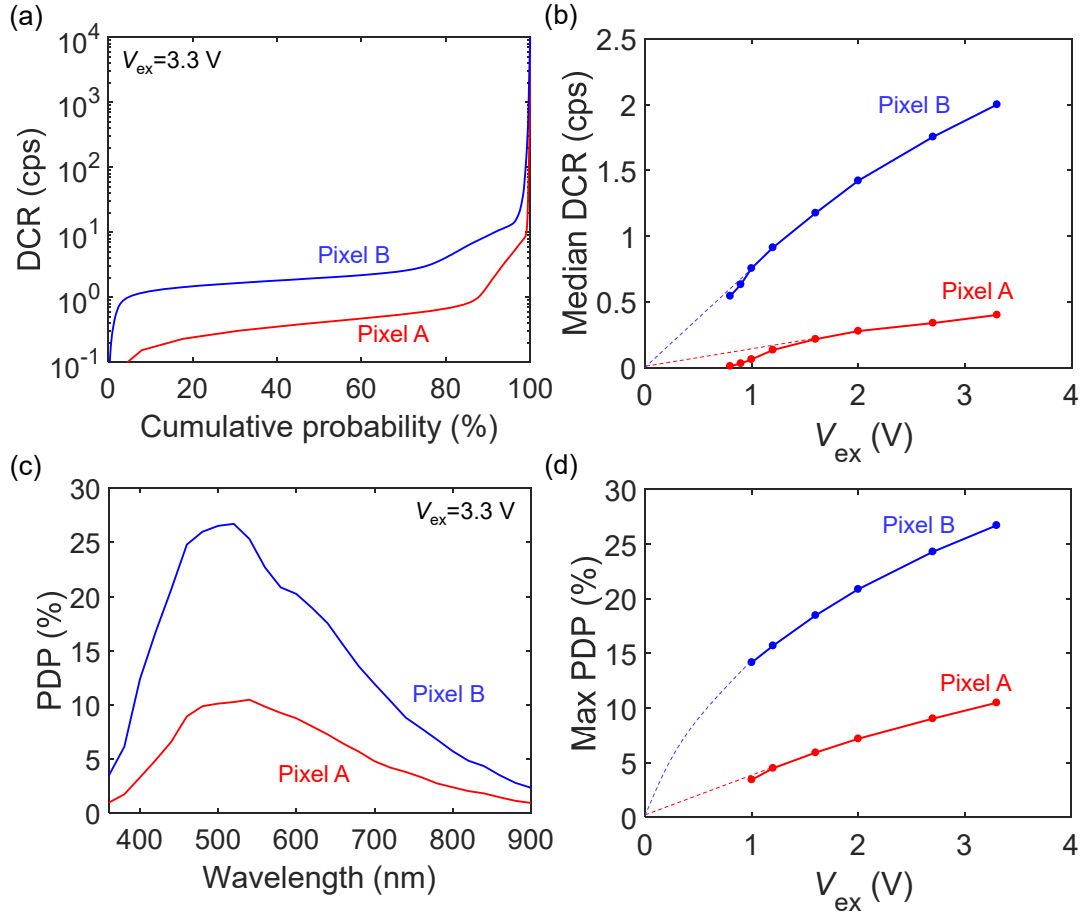 (a)
V_ex=3.3 V
DCR (cps)
10^4
10^3
10^2
10^1
10^0
10^-1
Pixel B
Pixel A
0 20 40 60 80 100
Cumulative probability (%)
(b)
Median DCR (cps)
2.5
2
1.5
1
0.5
0
Pixel B
Pixel A
0 1 2 3 4
V_ex (V)
(c)
V_ex=3.3 V
PDP (%)
30
25
20
15
10
5
0
Pixel B
Pixel A
400 500 600 700 800 900
Wavelength (nm)
(d)
Max PDP (%)
30
25
20
15
10
5
0
Pixel B
Pixel A
0 1 2 3 4
V_ex (V)